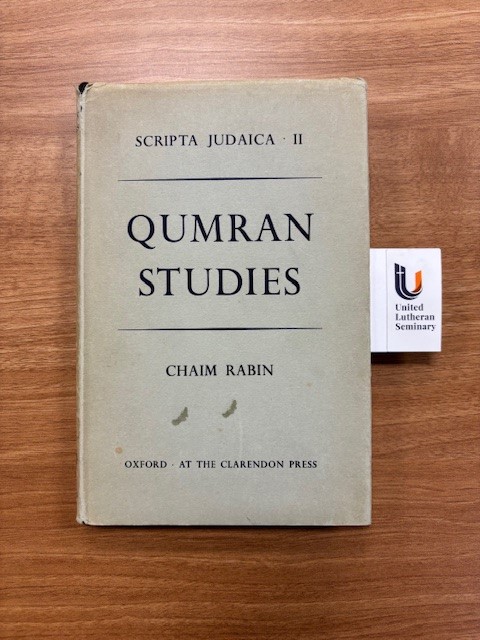 SCRIPTA JUDAICA · II
QUMRAN
STUDIES
CHAIM RABIN
OXFORD · AT THE CLARENDON PRESS
United
Lutheran
Seminary